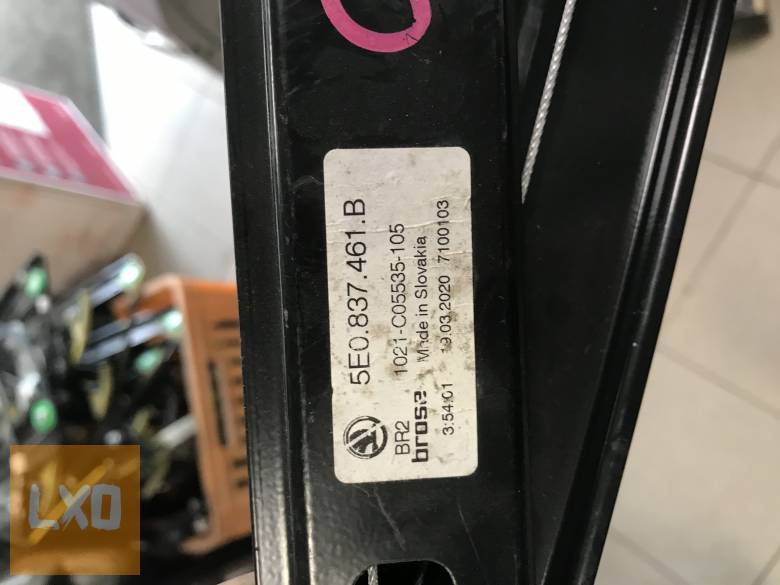 5E0.837.461.B
BR2 1021-C05535-105
brose Made in Slovakia
3:54:01 19.03.2020 7100103
LXO